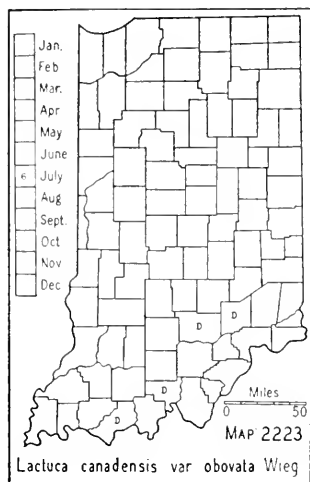 Jan.
Feb
Mar.
Apr
May
June
6 July
Aug
Sept.
Oct
Nov
Dec
D D
D
D
Miles
0 50
MAP 2223
Lactuca canadensis var obovata Wieg